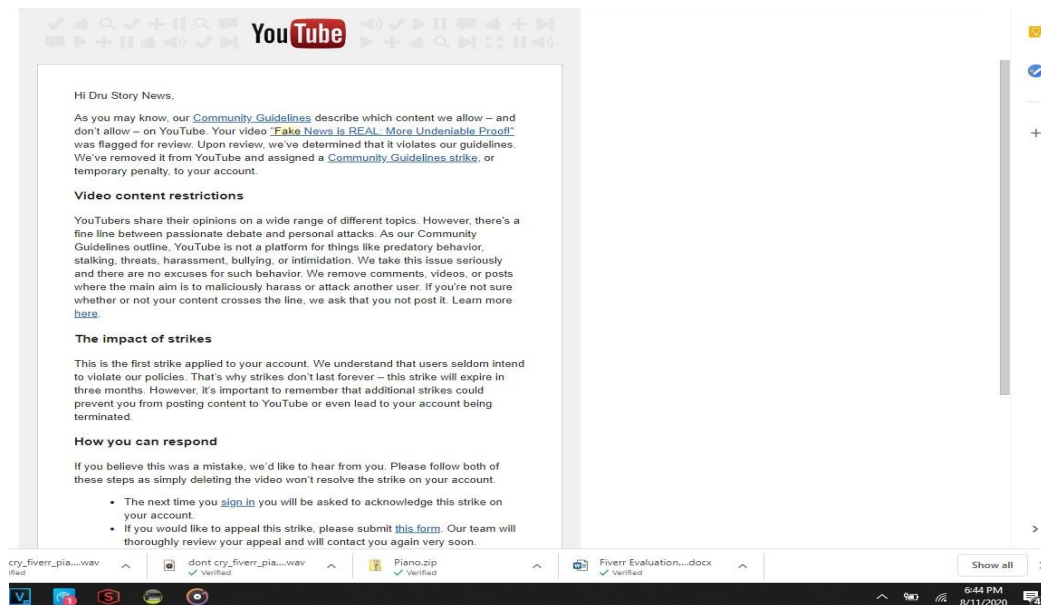 YouTube
Hi Dru Story News,
As you may know, our Community Guidelines describe which content we allow – and
don't allow – on YouTube. Your video "Fake News is REAL: More Undeniable Proof!"
was flagged for review. Upon review, we've determined that it violates our guidelines.
We've removed it from YouTube and assigned a Community Guidelines strike, or
temporary penalty, to your account.
Video content restrictions
YouTubers share their opinions on a wide range of different topics. However, there's a
fine line between passionate debate and personal attacks. As our Community
Guidelines outline, YouTube is not a platform for things like predatory behavior,
stalking, threats, harassment, bullying, or intimidation. We take this issue seriously
and there are no excuses for such behavior. We remove comments, videos, or posts
where the main aim is to maliciously harass or attack another user. If you're not sure
whether or not your content crosses the line, we ask that you not post it. Learn more
here.
The impact of strikes
This is the first strike applied to your account. We understand that users seldom intend
to violate our policies. That's why strikes don't last forever – this strike will expire in
three months. However, it's important to remember that additional strikes could
prevent you from posting content to YouTube or even lead to your account being
terminated.
How you can respond
If you believe this was a mistake, we'd like to hear from you. Please follow both of
these steps as simply deleting the video won't resolve the strike on your account.
• The next time you sign in you will be asked to acknowledge this strike on
your account.
• If you would like to appeal this strike, please submit this form. Our team will
thoroughly review your appeal and will contact you again very soon.
cry_fiverr_pia....wav
ified
dont cry_fiverr_pia....wav
✓ Verified
Piano.zip
✓ Verified
Fiverr Evaluation....docx
✓ Verified
Show all
6:44 PM
8/11/2020